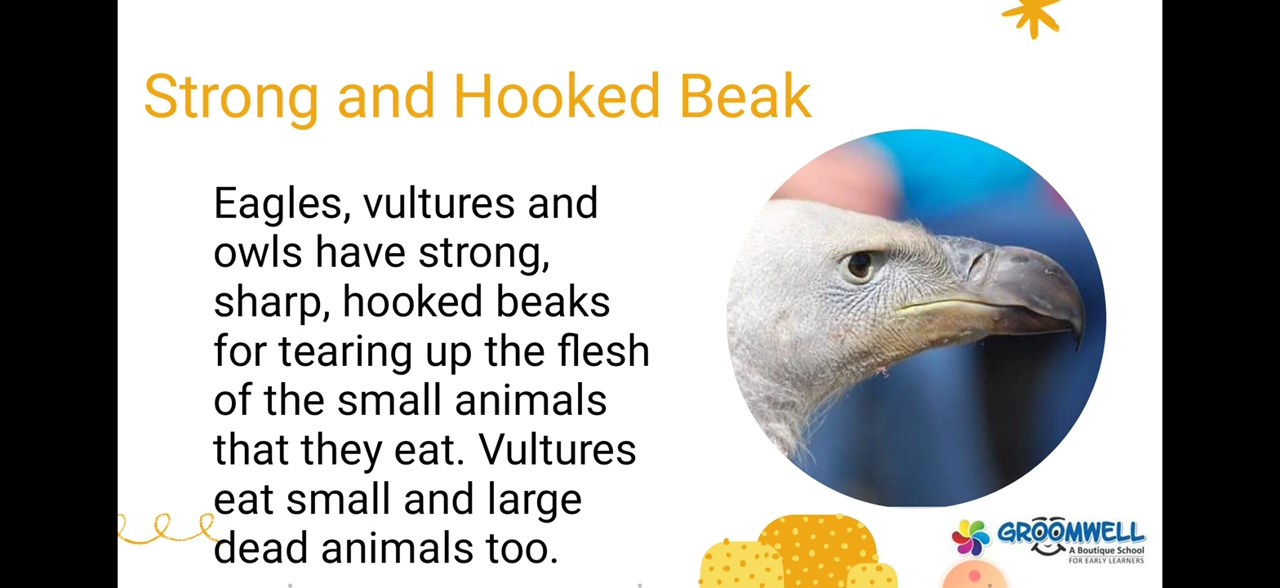 Strong and Hooked Beak
Eagles, vultures and
owls have strong,
sharp, hooked beaks
for tearing up the flesh
of the small animals
that they eat. Vultures
eat small and large
dead animals too.
GROOMWELL
A Boutique School
FOR EARLY LEARNERS